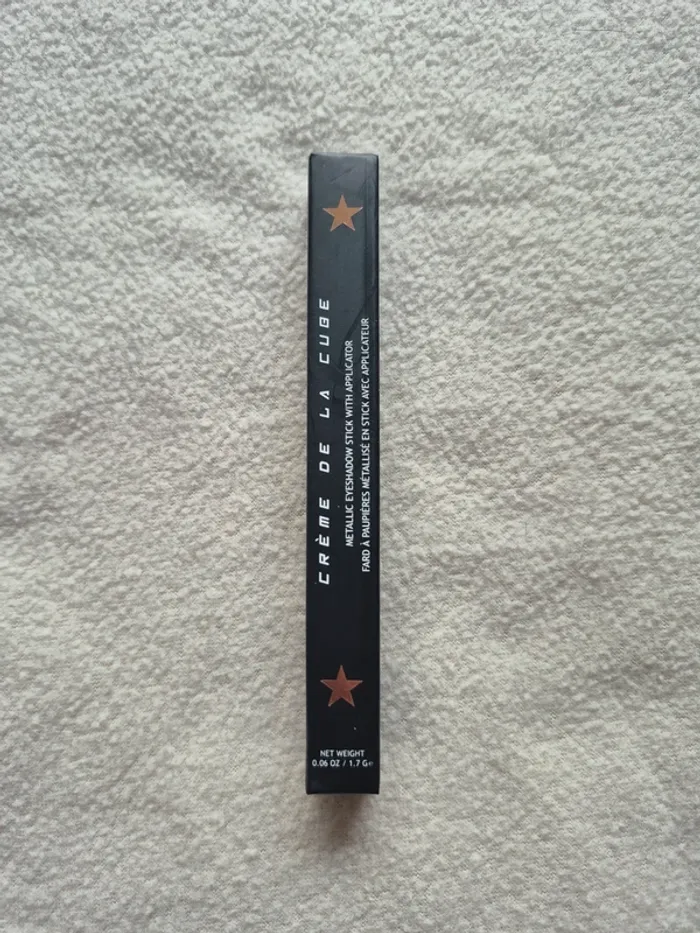 CRÈME DE LA CUBE
METALLIC EYESHADOW STICK WITH APPLICATOR
FARD À PAUPIÈRES MÉTALLISÉ EN STICK AVEC APPLICATEUR
NET WEIGHT
0.06 OZ / 1.7 G℮